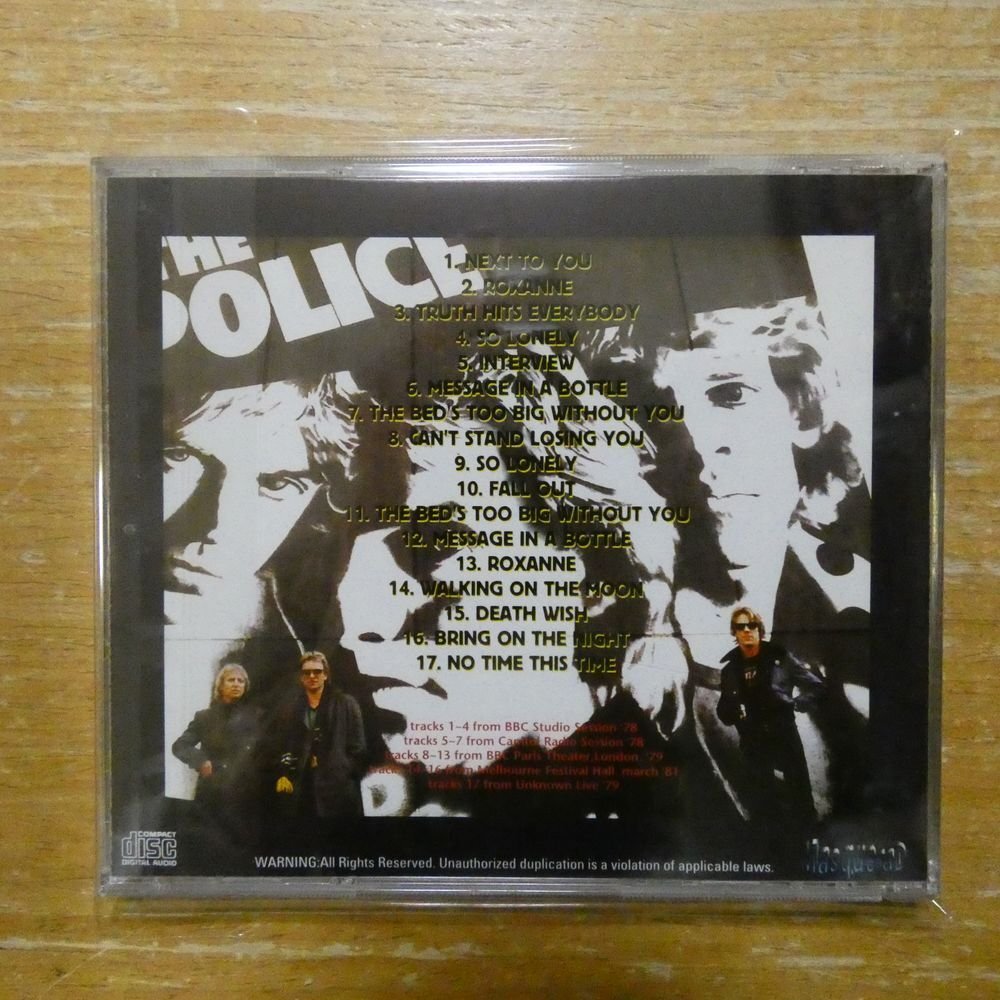 THE
POLICE
1. NEXT TO YOU
2. ROXANNE
3. TRUTH HITS EVERYBODY
4. SO LONELY
5. INTERVIEW
6. MESSAGE IN A BOTTLE
7. THE BED'S TOO BIG WITHOUT YOU
8. CAN'T STAND LOSING YOU
9. SO LONELY
10. FALL OUT
11. THE BED'S TOO BIG WITHOUT YOU
12. MESSAGE IN A BOTTLE
13. ROXANNE
14. WALKING ON THE MOON
15. DEATH WISH
16. BRING ON THE NIGHT
17. NO TIME THIS TIME
tracks 1~4 from BBC Studio Session '78
tracks 5~7 from Capitol Radio Session '78
tracks 8~13 from BBC Paris Theater,London '79
tracks 14~16 from Melbourne Festival Hall march '81
tracks 17 from Unknown Live '79
COMPACT
disc
DIGITAL AUDIO
WARNING:All Rights Reserved. Unauthorized duplication is a violation of applicable laws.